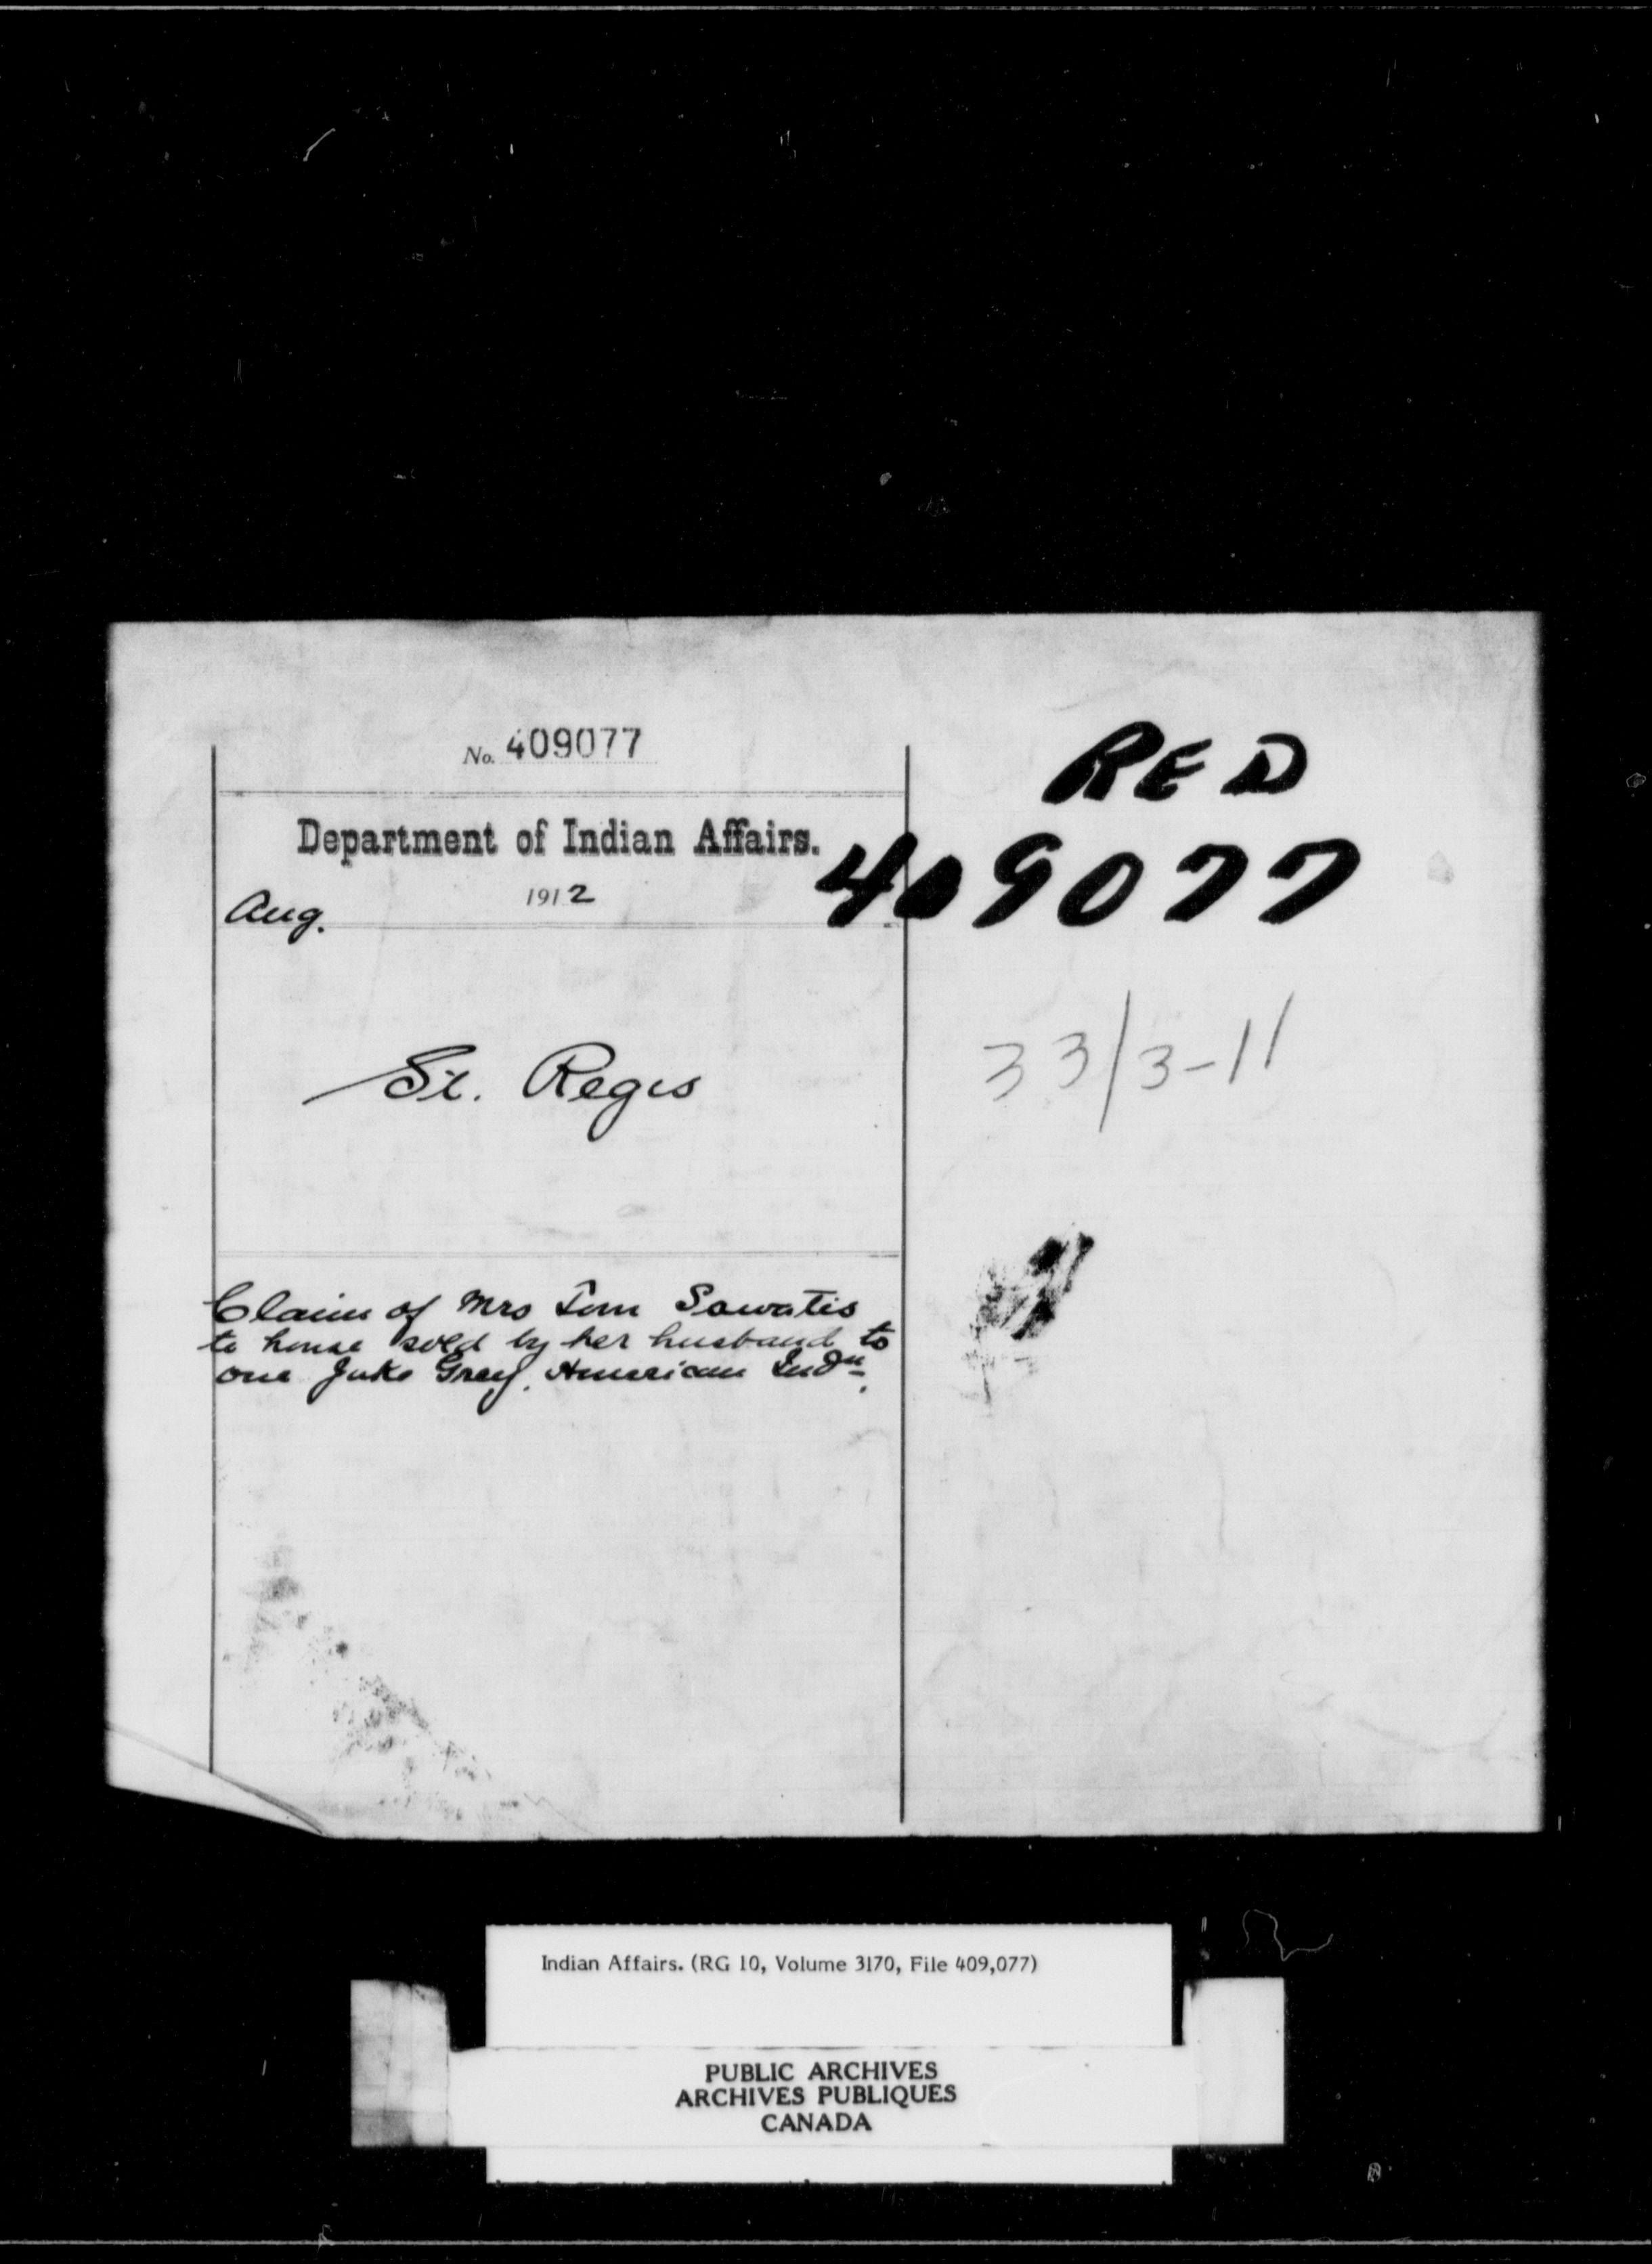 No. 409077
Department of Indian Affairs.
Aug. 1912
St. Regis
Claim of Mrs Tom Sawatis
to house sold by her husband to
one Jake Grey, American Indn.
RED
409077
33/3-11
Indian Affairs. (RG 10, Volume 3170, File 409,077)
PUBLIC ARCHIVES
ARCHIVES PUBLIQUES
CANADA